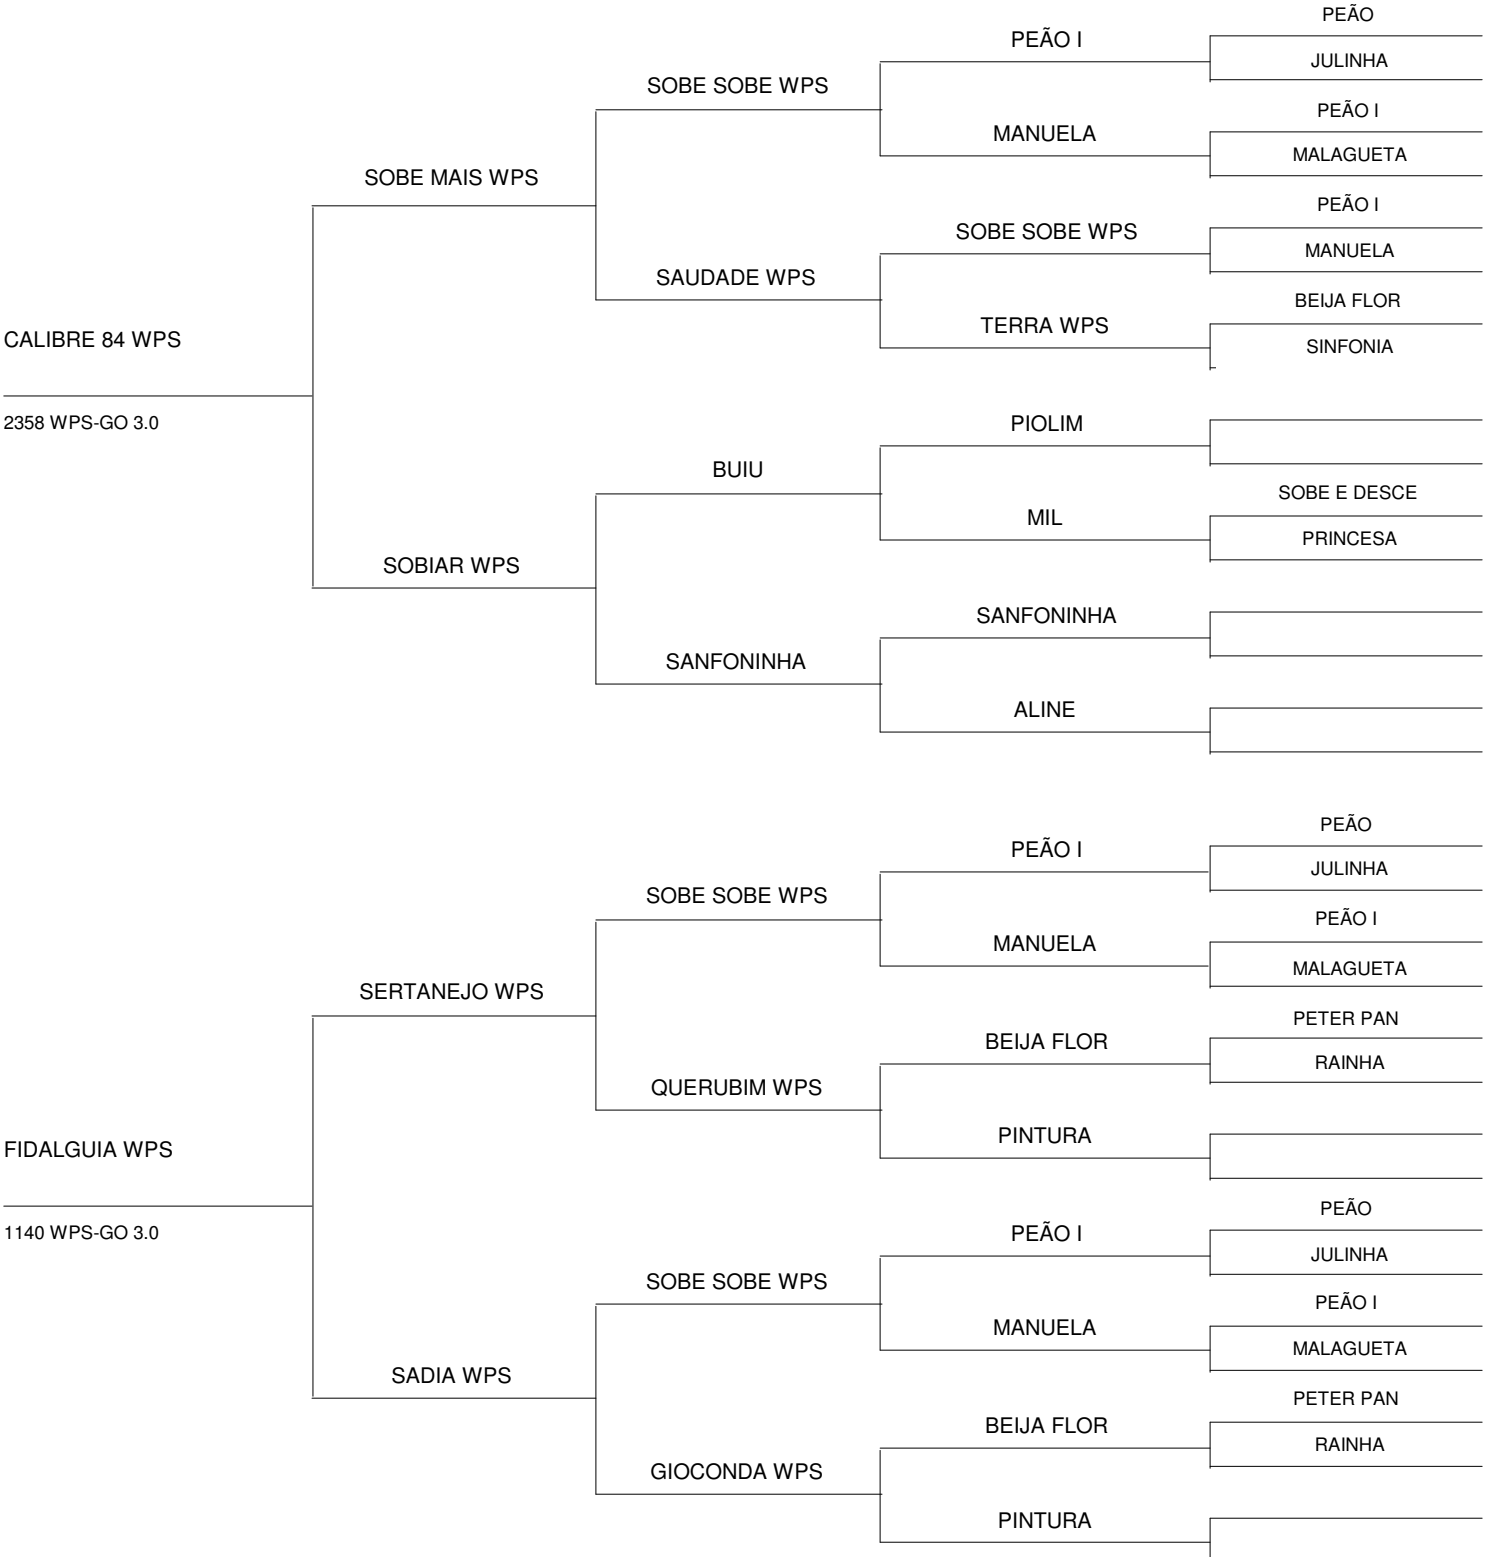 PEÃO
PEÃO I
JULINHA
SOBE SOBE WPS
PEÃO I
MANUELA
MALAGUETA
SOBE MAIS WPS
PEÃO I
SOBE SOBE WPS
MANUELA
SAUDADE WPS
BEIJA FLOR
TERRA WPS
SINFONIA
CALIBRE 84 WPS
2358 WPS-GO 3.0
PIOLIM
BUIU
SOBE E DESCE
MIL
PRINCESA
SOBIAR WPS
SANFONINHA
SANFONINHA
ALINE
PEÃO
PEÃO I
JULINHA
SOBE SOBE WPS
PEÃO I
MANUELA
MALAGUETA
SERTANEJO WPS
PETER PAN
BEIJA FLOR
RAINHA
QUERUBIM WPS
PINTURA
FIDALGUIA WPS
1140 WPS-GO 3.0
PEÃO
PEÃO I
JULINHA
SOBE SOBE WPS
PEÃO I
MANUELA
MALAGUETA
SADIA WPS
PETER PAN
BEIJA FLOR
RAINHA
GIOCONDA WPS
PINTURA